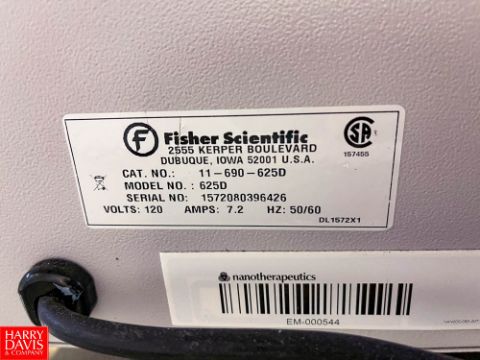 Fisher Scientific
2555 KERPER BOULEVARD
DUBUQUE, IOWA 52001 U.S.A.
CAT. NO.: 11-690-625D
MODEL NO. : 625D
SERIAL NO: 1572080396426
VOLTS: 120 AMPS: 7.2 HZ: 50/60
DL1572X1
157455
nanotherapeutics
EM-000544
HARRY
DAVIS
& COMPANY